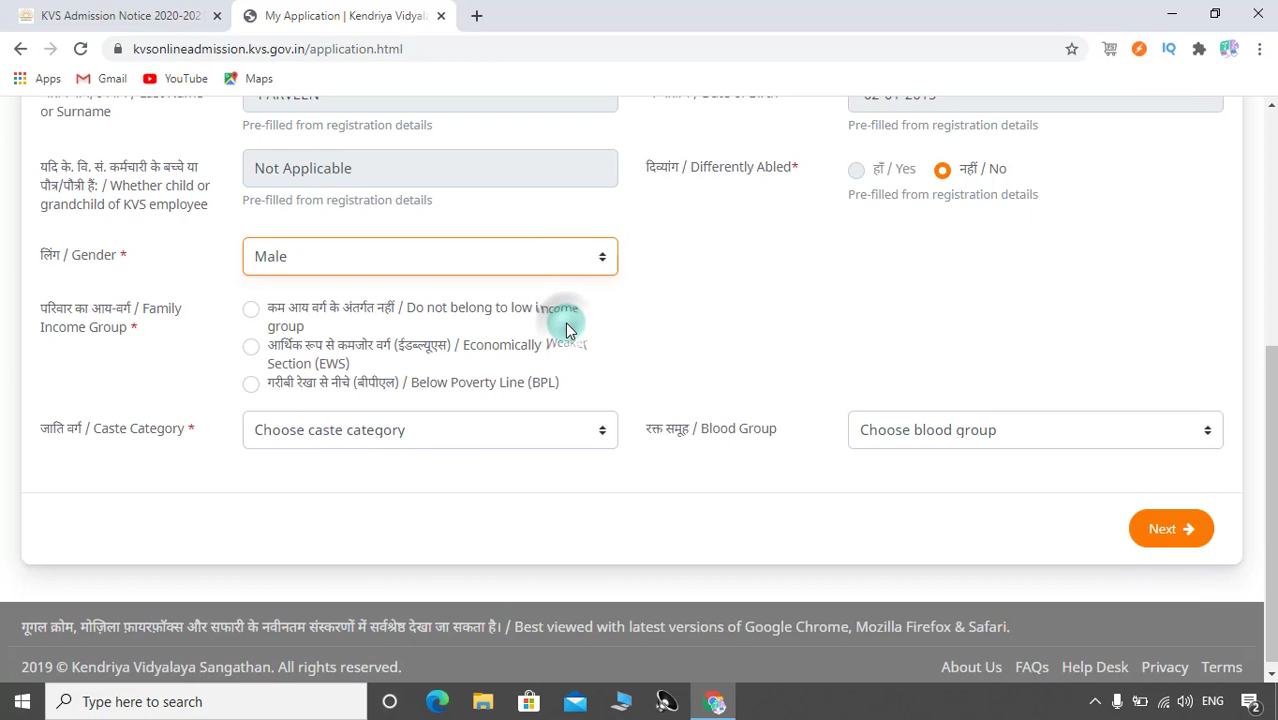 KVS Admission Notice 2020-202
My Application | Kendriya Vidyala
kvsonlineadmission.kvs.gov.in/application.html
IQ
Apps Gmail YouTube Maps
or Surname
PARVEEN
Pre-filled from registration details
Pre-filled from registration details
यदि के. वि. सं. कर्मचारी के बच्चे या
पौत्र/पौत्री हैं: / Whether child or
grandchild of KVS employee
Not Applicable
Pre-filled from registration details
दिव्यांग / Differently Abled*
हाँ / Yes नहीं / No
Pre-filled from registration details
लिंग / Gender *
Male
परिवार का आय-वर्ग / Family
Income Group *
कम आय वर्ग के अंतर्गत नहीं / Do not belong to low income
group
आर्थिक रूप से कमजोर वर्ग (ईडब्ल्यूएस) / Economically Weaker
Section (EWS)
गरीबी रेखा से नीचे (बीपीएल) / Below Poverty Line (BPL)
जाति वर्ग / Caste Category *
Choose caste category
रक्त समूह / Blood Group
Choose blood group
Next
गूगल क्रोम, मोज़िला फ़ायरफ़ॉक्स और सफारी के नवीनतम संस्करणों में सर्वश्रेष्ठ देखा जा सकता है। / Best viewed with latest versions of Google Chrome, Mozilla Firefox & Safari.
2019 © Kendriya Vidyalaya Sangathan. All rights reserved.
About Us FAQs Help Desk Privacy Terms
Type here to search
ENG
2